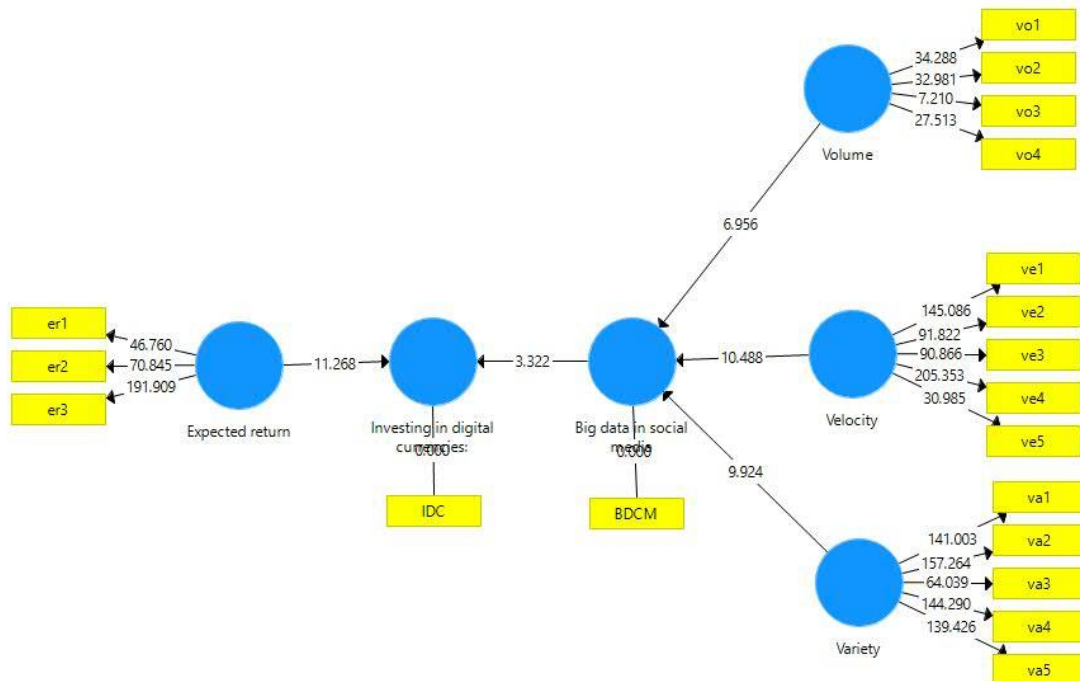 er1
er2
er3
46.760
70.845
191.909
Expected return
11.268
Investing in digital
currencies:
0.000
IDC
3.322
Big data in social
media
0.000
BDCM
6.956
10.488
9.924
Volume
34.288
32.981
7.210
27.513
vo1
vo2
vo3
vo4
Velocity
145.086
91.822
90.866
205.353
30.985
ve1
ve2
ve3
ve4
ve5
Variety
141.003
157.264
64.039
144.290
139.426
va1
va2
va3
va4
va5